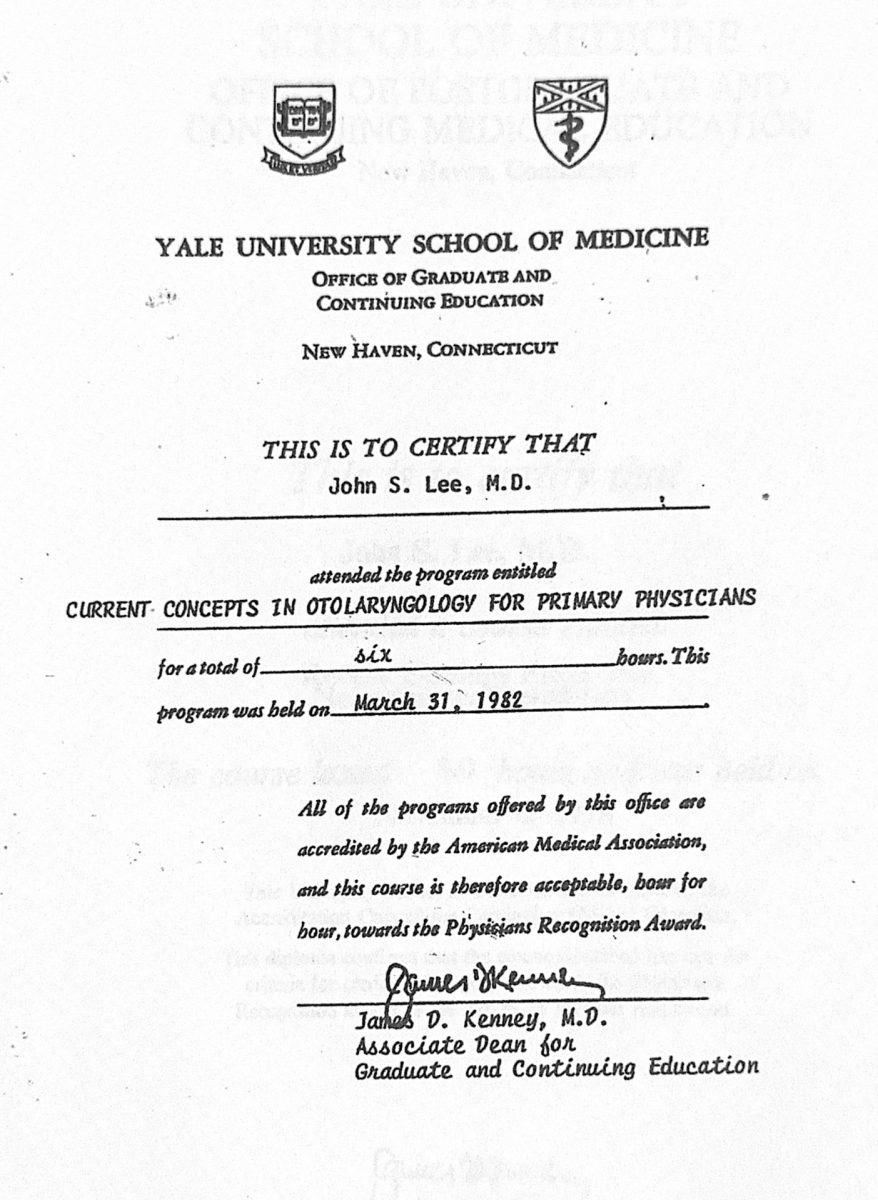 YALE UNIVERSITY SCHOOL OF MEDICINE
OFFICE OF GRADUATE AND
CONTINUING EDUCATION
NEW HAVEN, CONNECTICUT
THIS IS TO CERTIFY THAT
John S. Lee, M.D.
attended the program entitled
CURRENT CONCEPTS IN OTOLARYNGOLOGY FOR PRIMARY PHYSICIANS
for a total of six hours. This
program was held on March 31, 1982.
All of the programs offered by this office are
accredited by the American Medical Association,
and this course is therefore acceptable, hour for
hour, towards the Physicians Recognition Award.
James D Kenney
James D. Kenney, M.D.
Associate Dean for
Graduate and Continuing Education